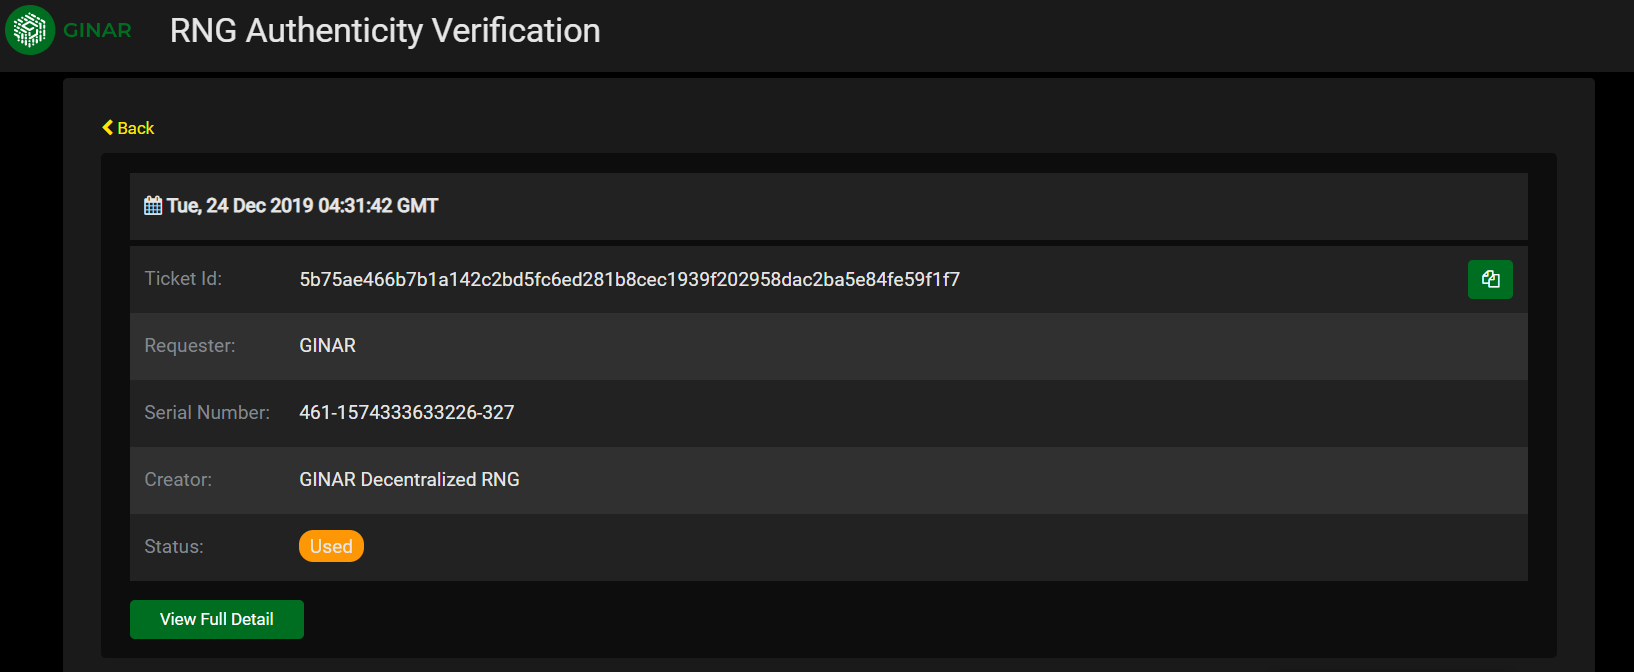 GINAR
RNG Authenticity Verification
Back
Tue, 24 Dec 2019 04:31:42 GMT
Ticket Id: 5b75ae466b7b1a142c2bd5fc6ed281b8cec1939f202958dac2ba5e84fe59f1f7
Requester: GINAR
Serial Number: 461-1574333633226-327
Creator: GINAR Decentralized RNG
Status: Used
View Full Detail